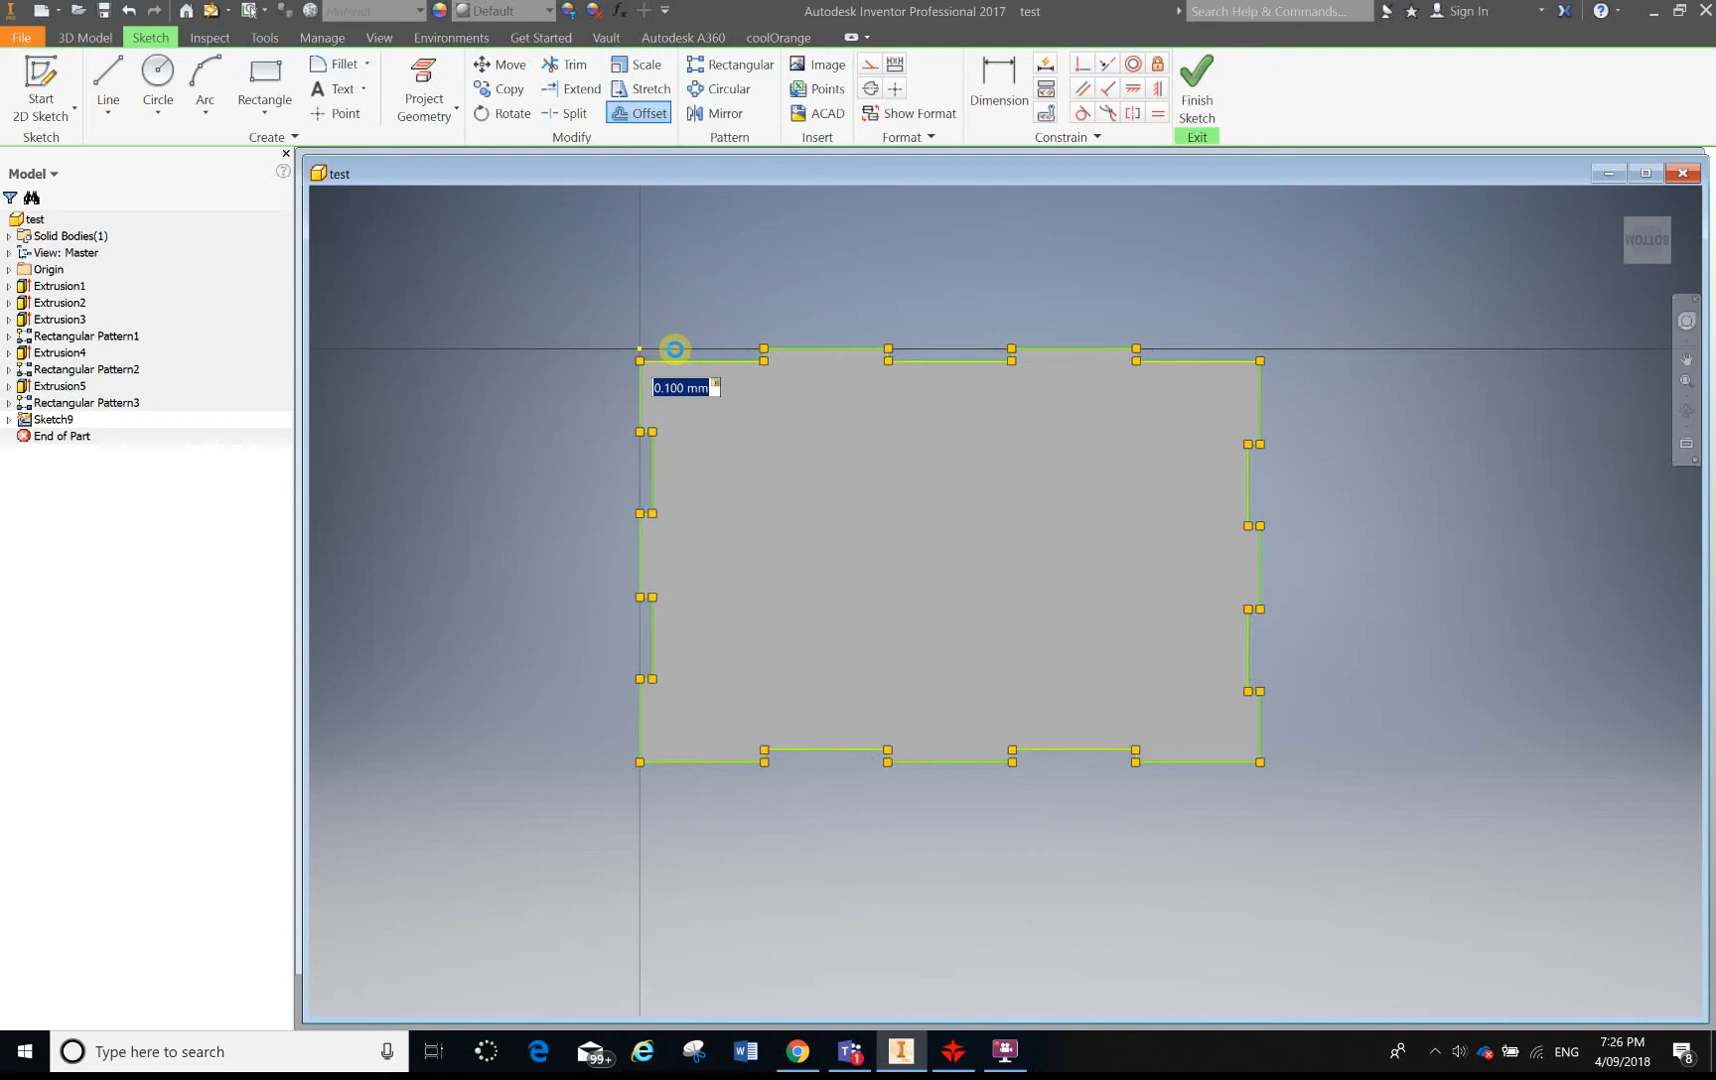 Material
Default
Autodesk Inventor Professional 2017 test
Search Help & Commands...
Sign In
File
3D Model
Sketch
Inspect
Tools
Manage
View
Environments
Get Started
Vault
Autodesk A360
coolOrange
Start
2D Sketch
Line
Circle
Arc
Rectangle
Fillet
Text
Point
Project
Geometry
Move
Copy
Rotate
Trim
Extend
Split
Scale
Stretch
Offset
Rectangular
Circular
Mirror
Image
Points
ACAD
Show Format
Dimension
Finish
Sketch
Sketch
Create
Modify
Pattern
Insert
Format
Constrain
Exit
Model
test
test
Solid Bodies(1)
View: Master
Origin
Extrusion1
Extrusion2
Extrusion3
Rectangular Pattern1
Extrusion4
Rectangular Pattern2
Extrusion5
Rectangular Pattern3
Sketch9
End of Part
BOTTOM
0.100 mm
Type here to search
99+
1
ENG
7:26 PM
4/09/2018
8